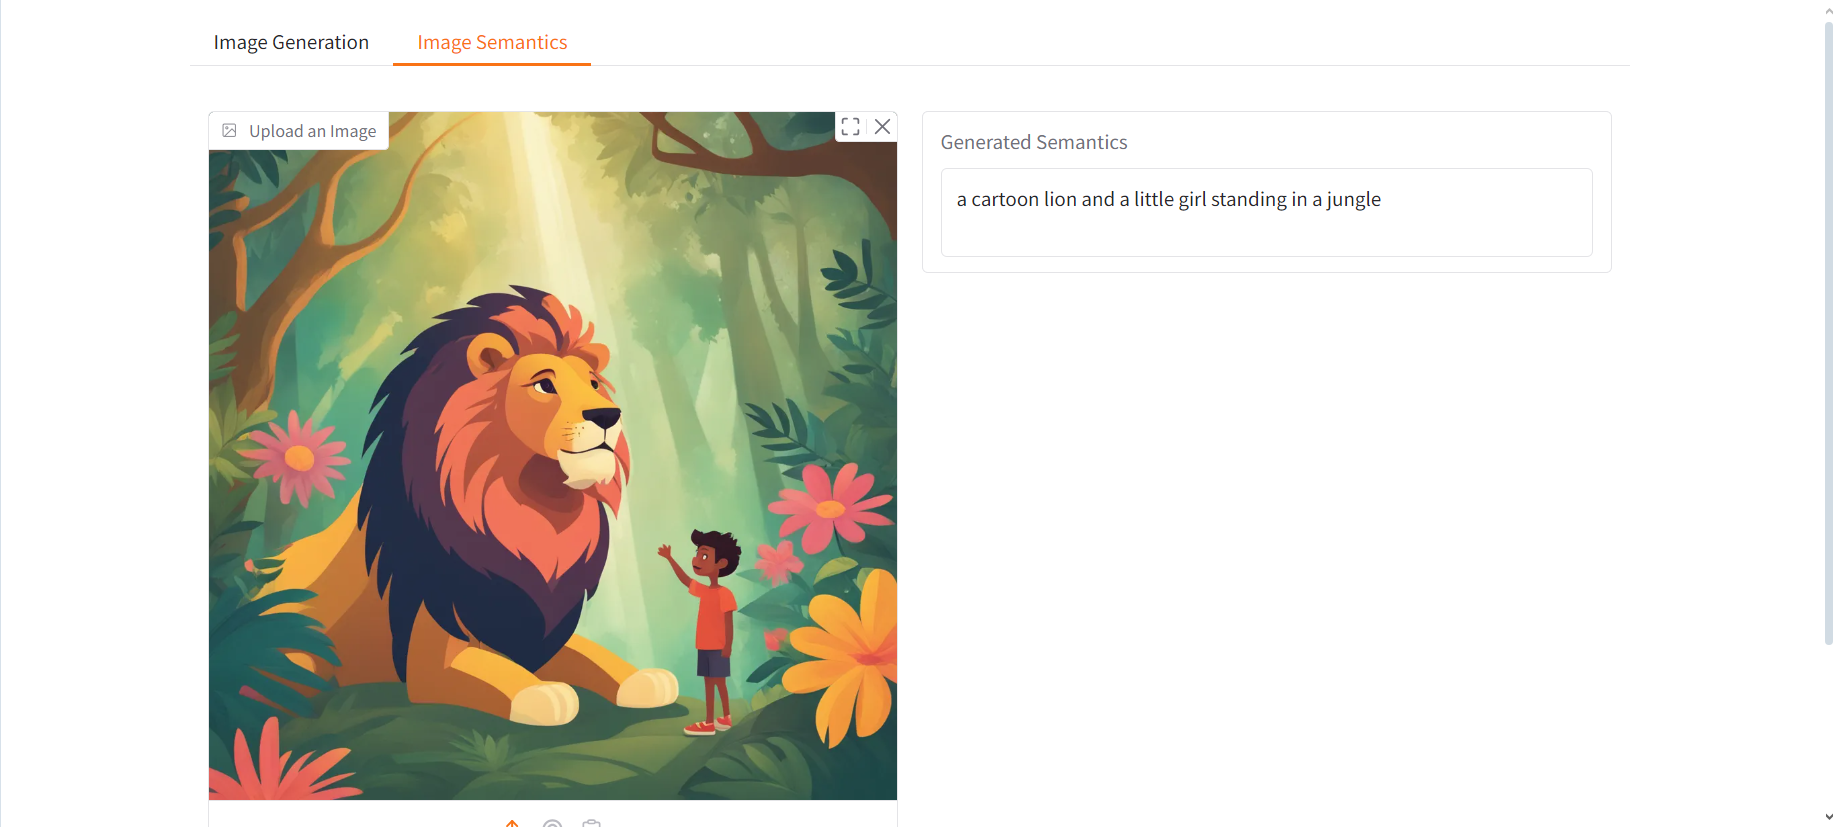 Image Generation
Image Semantics
Upload an Image
Generated Semantics
a cartoon lion and a little girl standing in a jungle